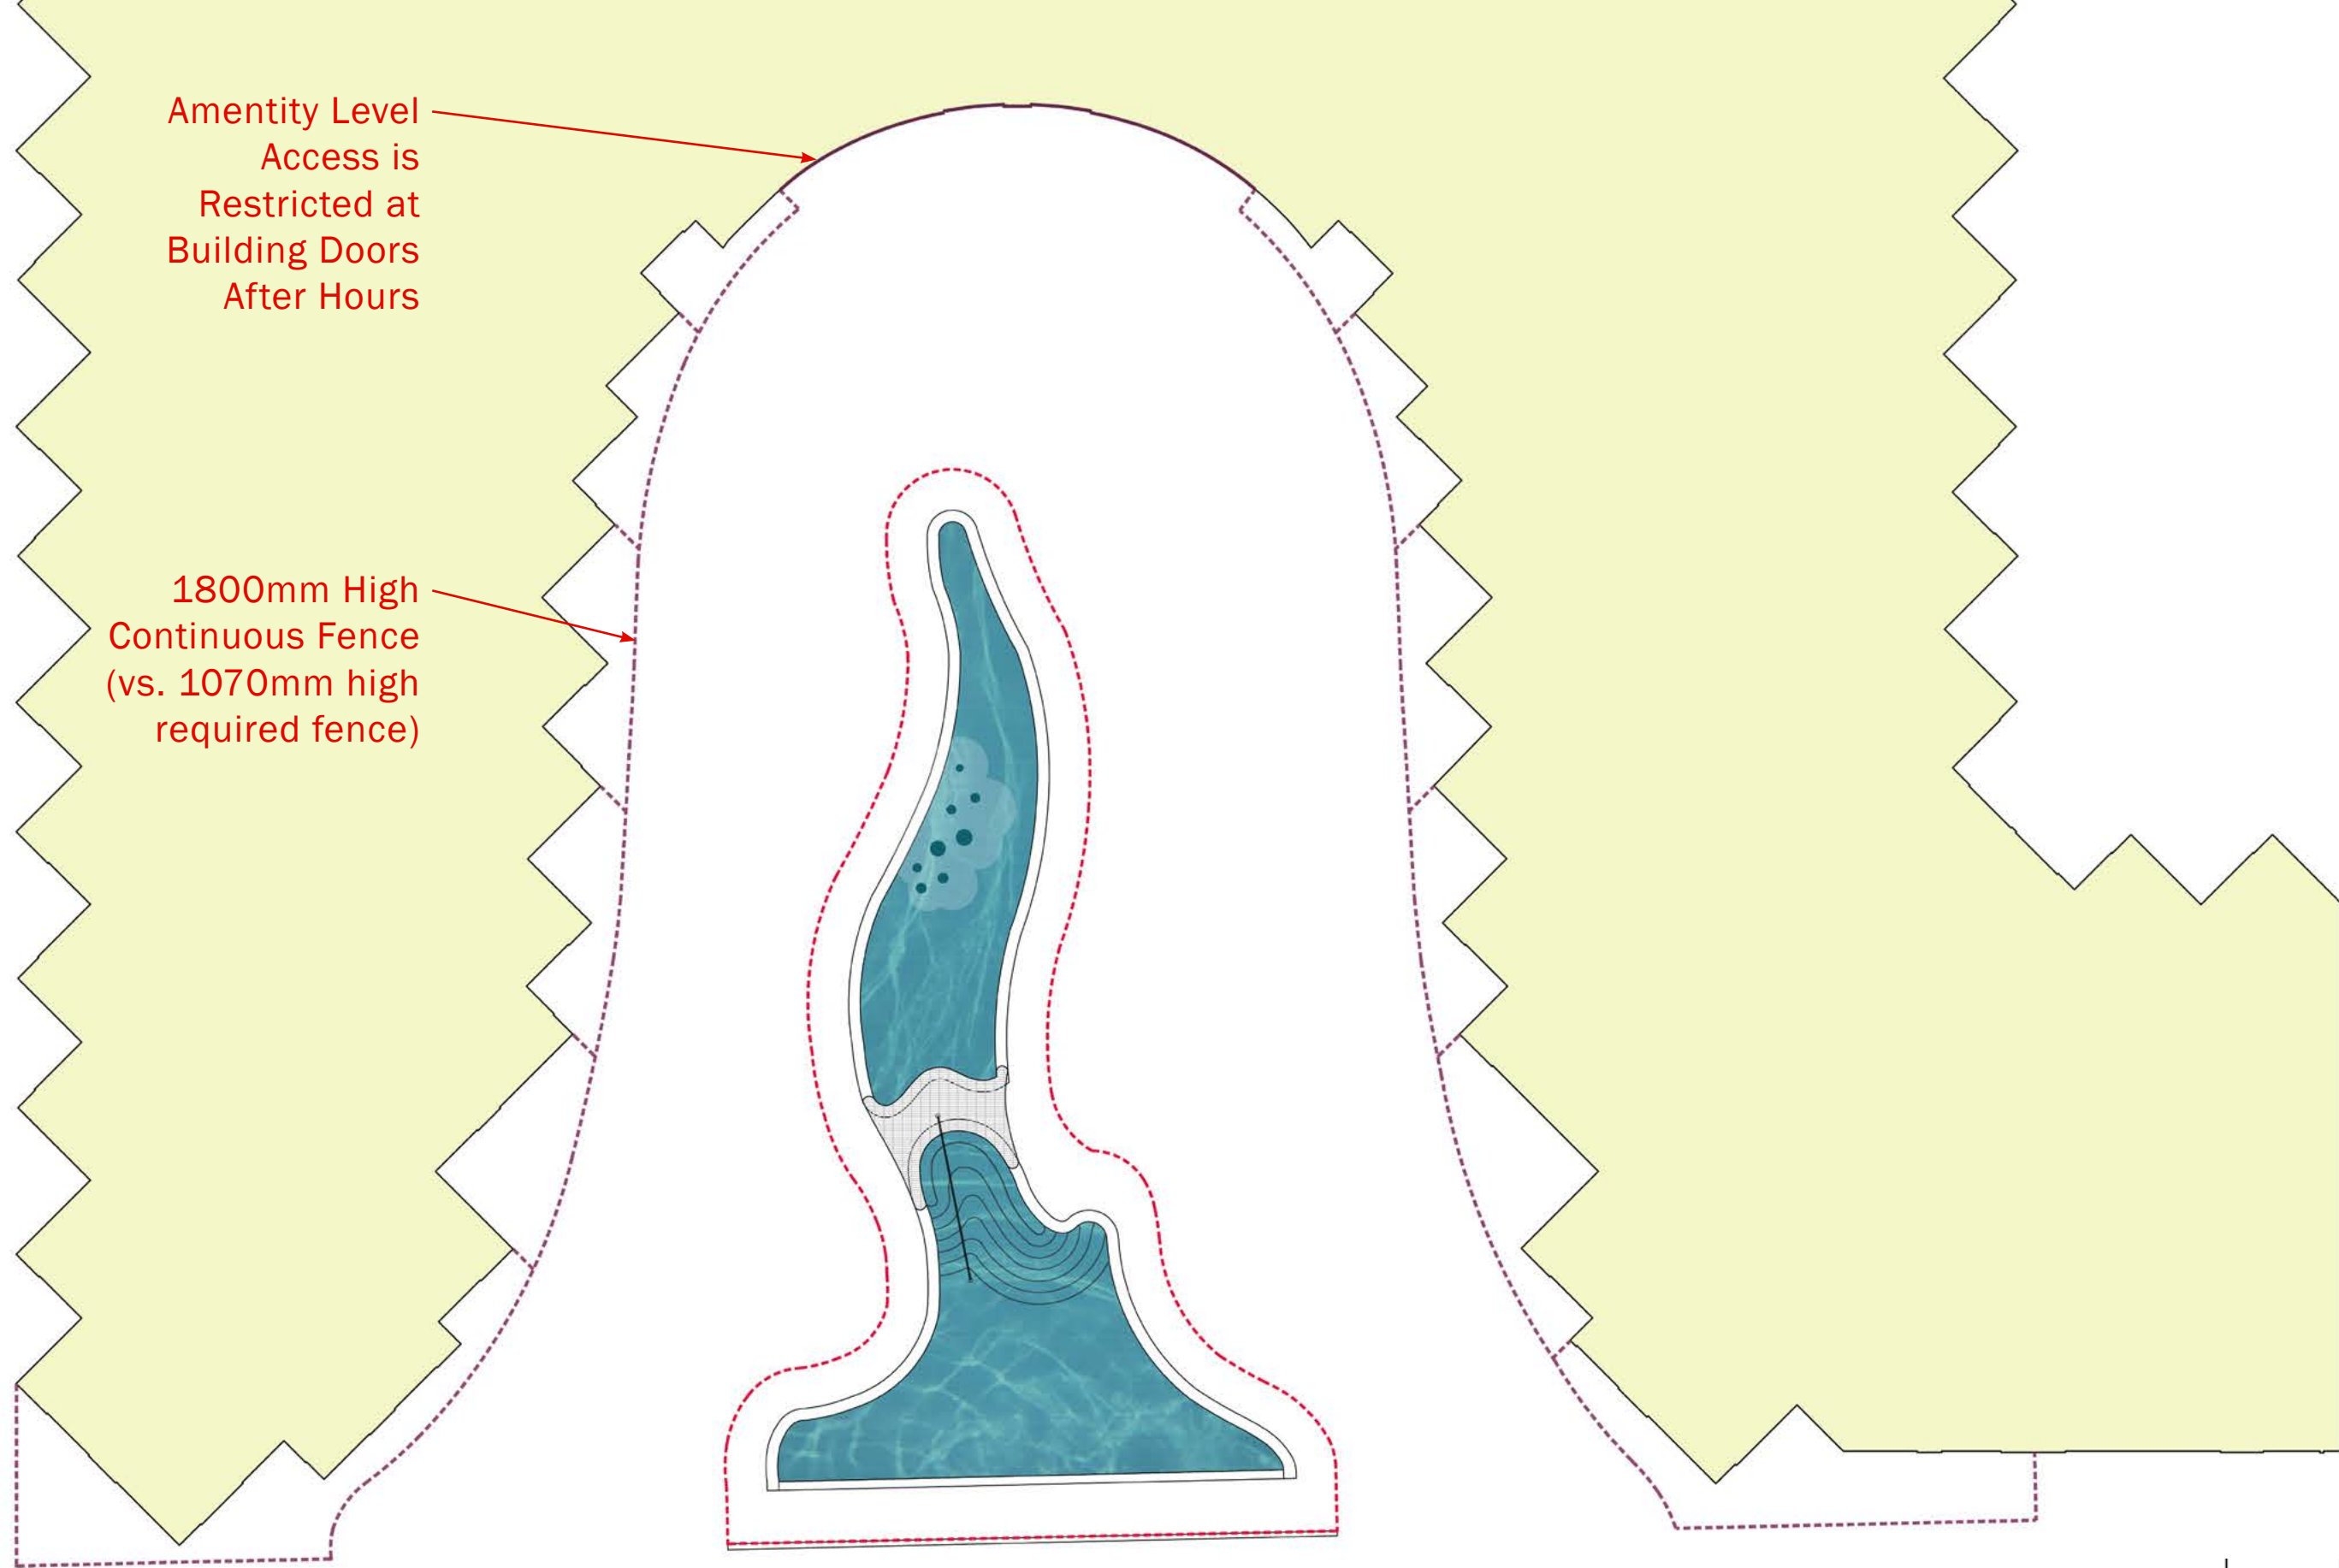 Amentity Level
Access is
Restricted at
Building Doors
After Hours
1800mm High
Continuous Fence
(vs. 1070mm high
required fence)